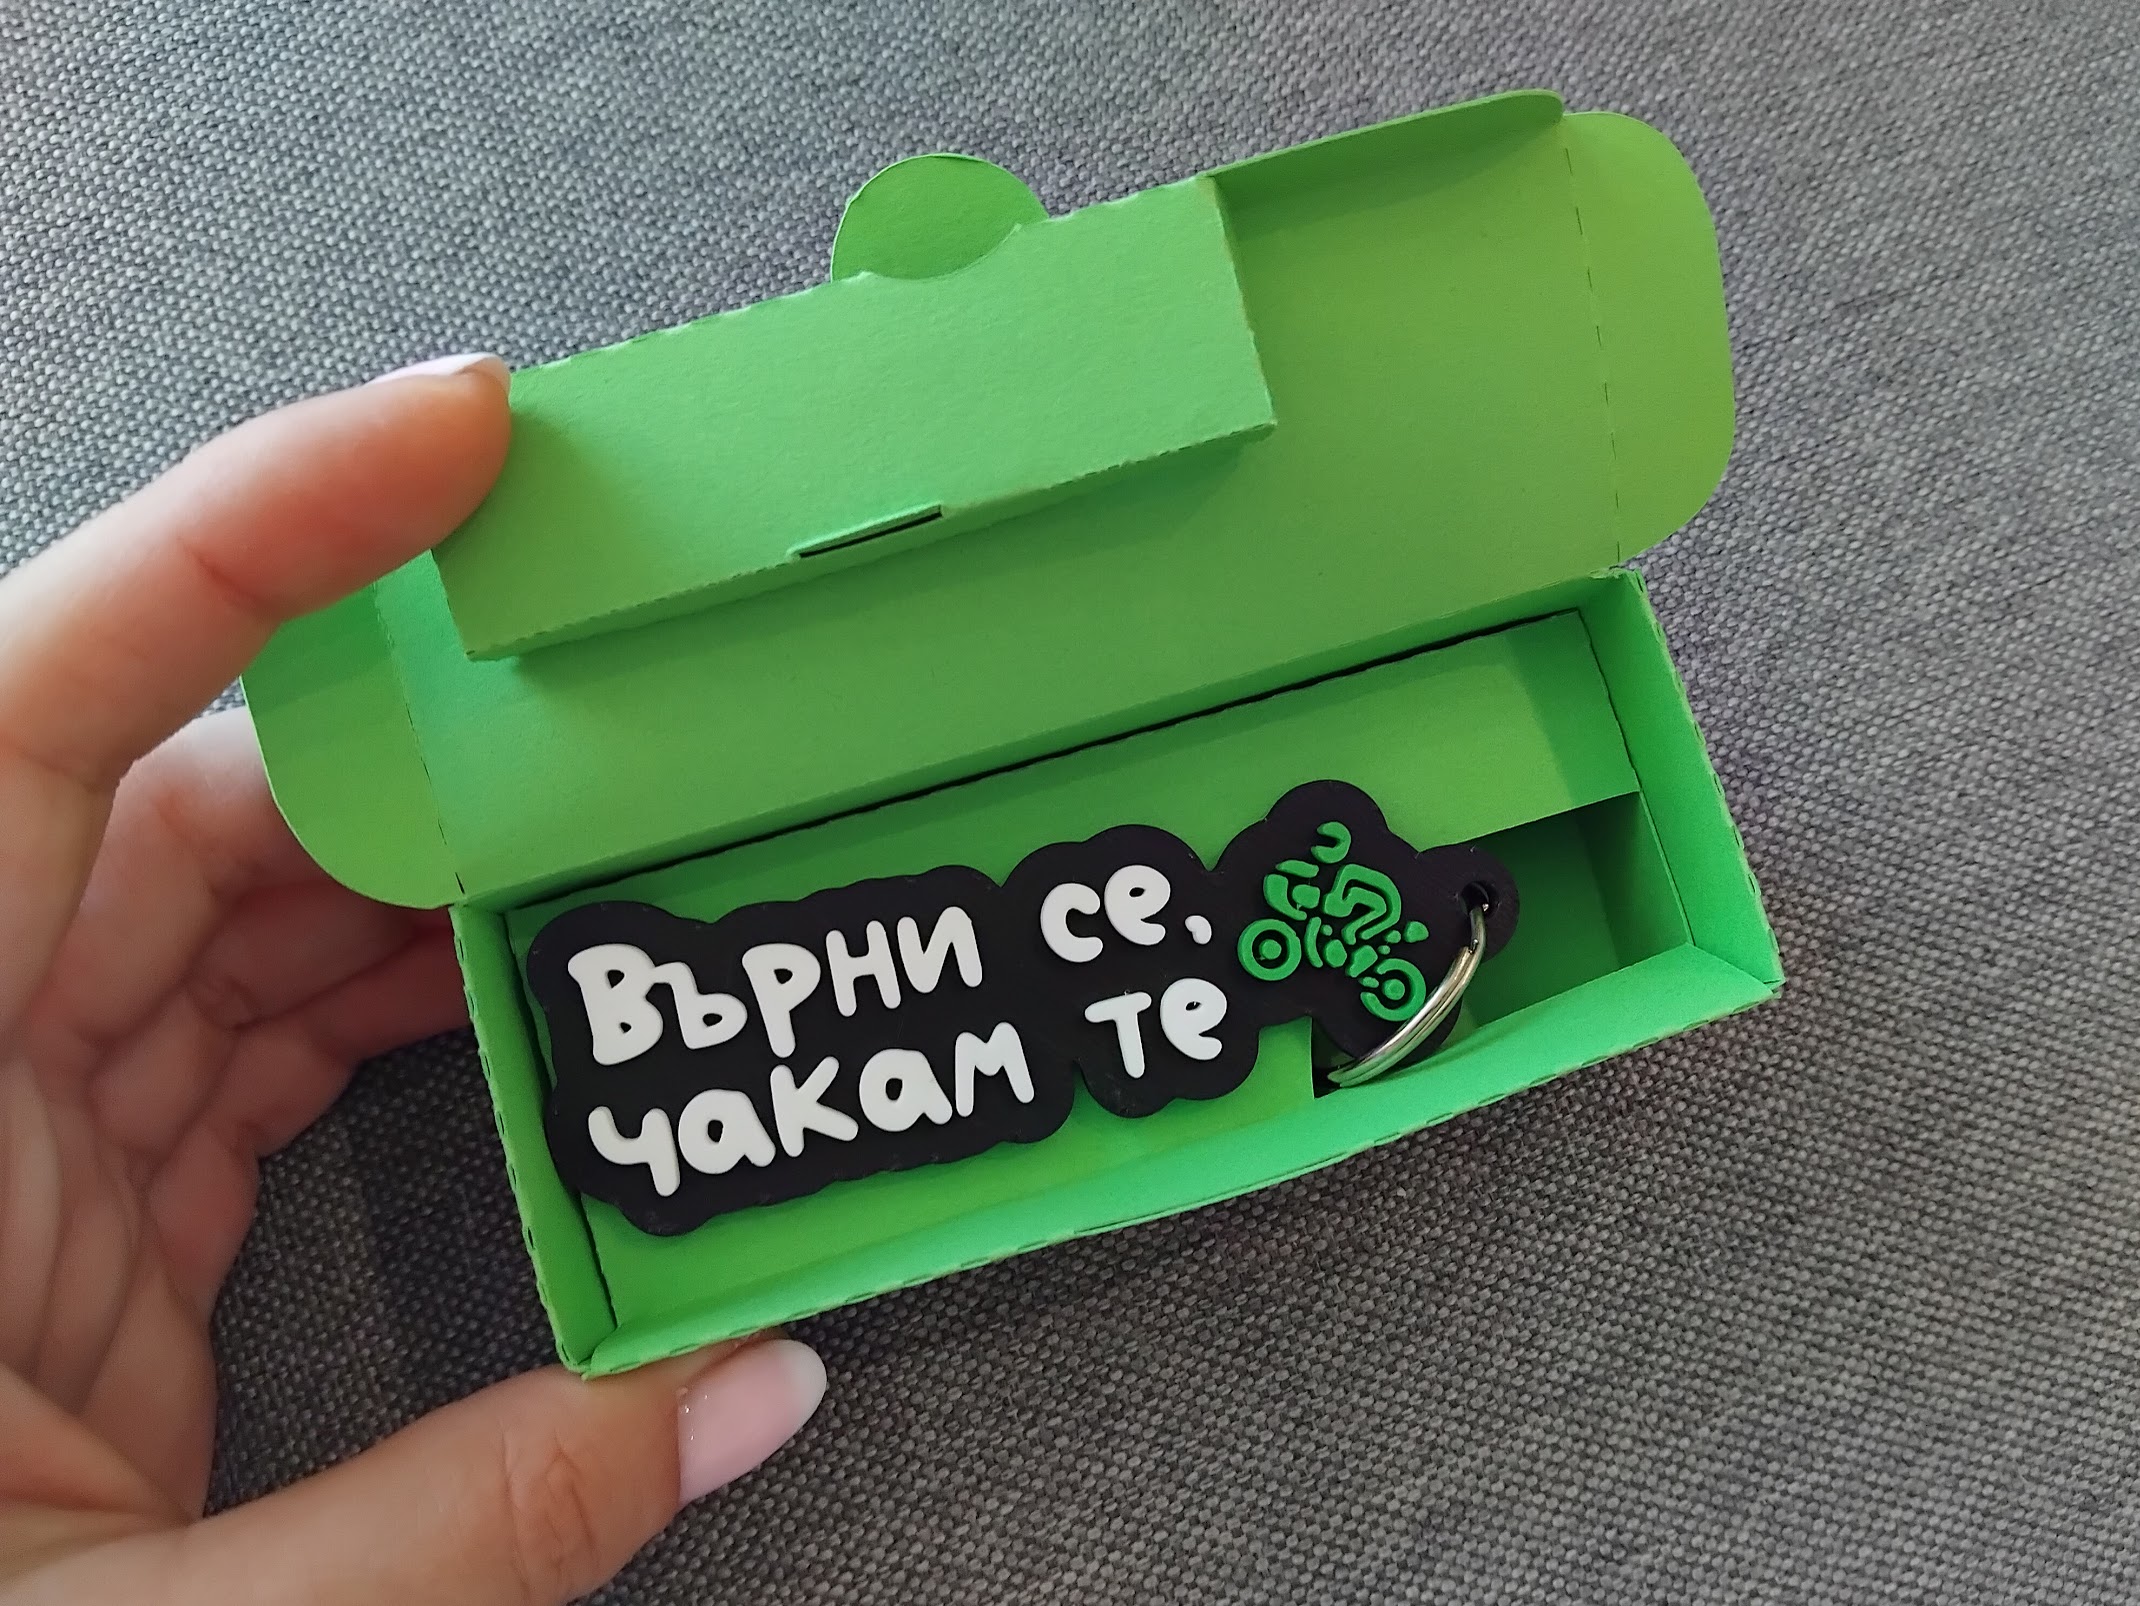 Върни се,
чакам те